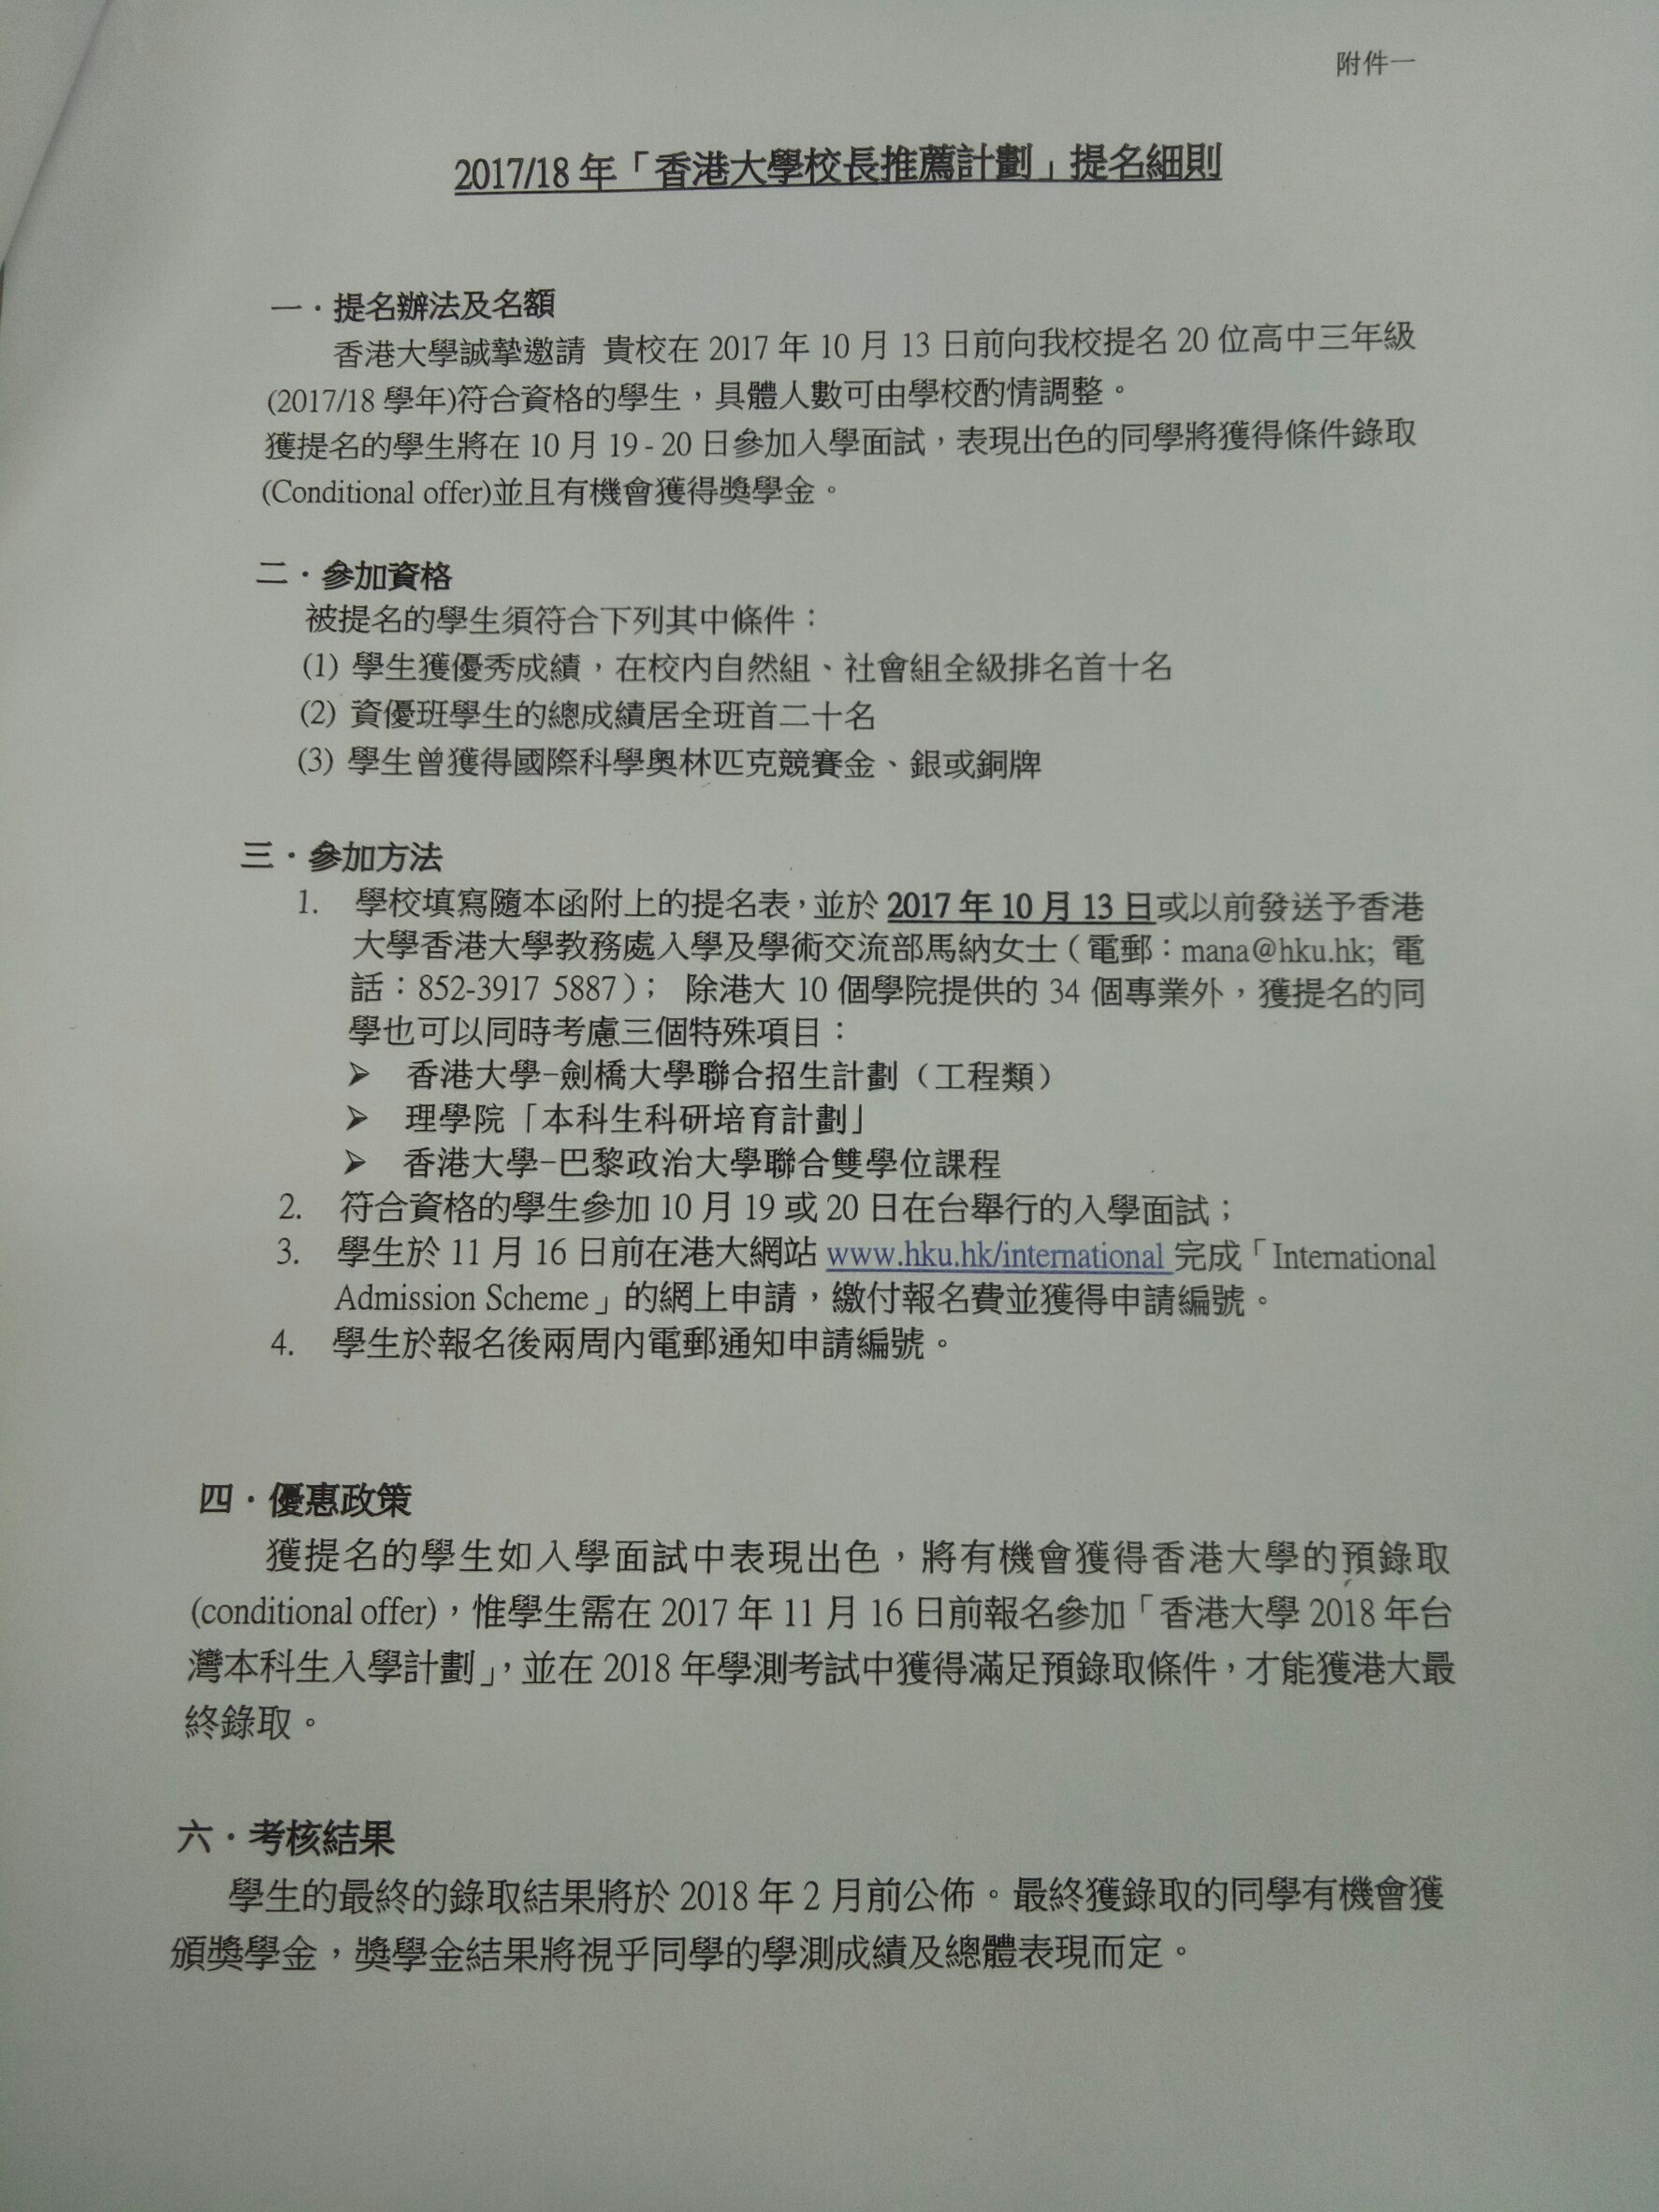 附件一
2017/18 年「香港大學校長推薦計劃」提名細則
一．提名辦法及名額
香港大學誠摯邀請 貴校在 2017 年 10 月 13 日前向我校提名 20 位高中三年級
(2017/18 學年)符合資格的學生，具體人數可由學校酌情調整。
獲提名的學生將在 10 月 19 - 20 日參加入學面試，表現出色的同學將獲得條件錄取
(Conditional offer)並且有機會獲得獎學金。
二．參加資格
被提名的學生須符合下列其中條件：
(1) 學生獲優秀成績，在校內自然組、社會組全級排名首十名
(2) 資優班學生的總成績居全班首二十名
(3) 學生曾獲得國際科學奧林匹克競賽金、銀或銅牌
三．參加方法
1. 學校填寫隨本函附上的提名表，並於 2017 年 10 月 13 日或以前發送予香港
大學香港大學教務處入學及學術交流部馬納女士（電郵：mana@hku.hk; 電
話：852-3917 5887）； 除港大 10 個學院提供的 34 個專業外，獲提名的同
學也可以同時考慮三個特殊項目：
➢ 香港大學-劍橋大學聯合招生計劃（工程類）
➢ 理學院「本科生科研培育計劃」
➢ 香港大學-巴黎政治大學聯合雙學位課程
2. 符合資格的學生參加 10 月 19 或 20 日在台舉行的入學面試；
3. 學生於 11 月 16 日前在港大網站 www.hku.hk/international 完成「International
Admission Scheme」的網上申請，繳付報名費並獲得申請編號。
4. 學生於報名後兩周內電郵通知申請編號。
四．優惠政策
獲提名的學生如入學面試中表現出色，將有機會獲得香港大學的預錄取
(conditional offer)，惟學生需在 2017 年 11 月 16 日前報名參加「香港大學 2018 年台
灣本科生入學計劃」，並在 2018 年學測考試中獲得滿足預錄取條件，才能獲港大最
終錄取。
六．考核結果
學生的最終的錄取結果將於 2018 年 2 月前公佈。最終獲錄取的同學有機會獲
頒獎學金，獎學金結果將視乎同學的學測成績及總體表現而定。